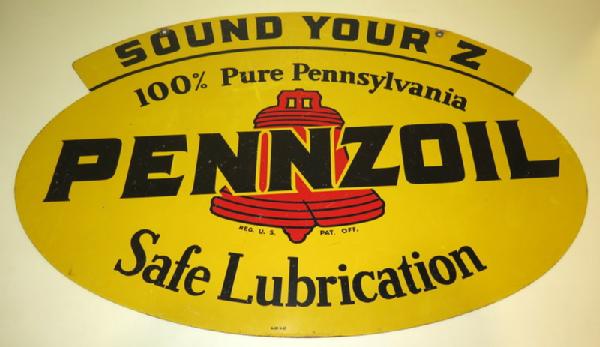 SOUND YOUR Z
100% Pure Pennsylvania
PENNZOIL
REG. U.S. PAT. OFF.
Safe Lubrication